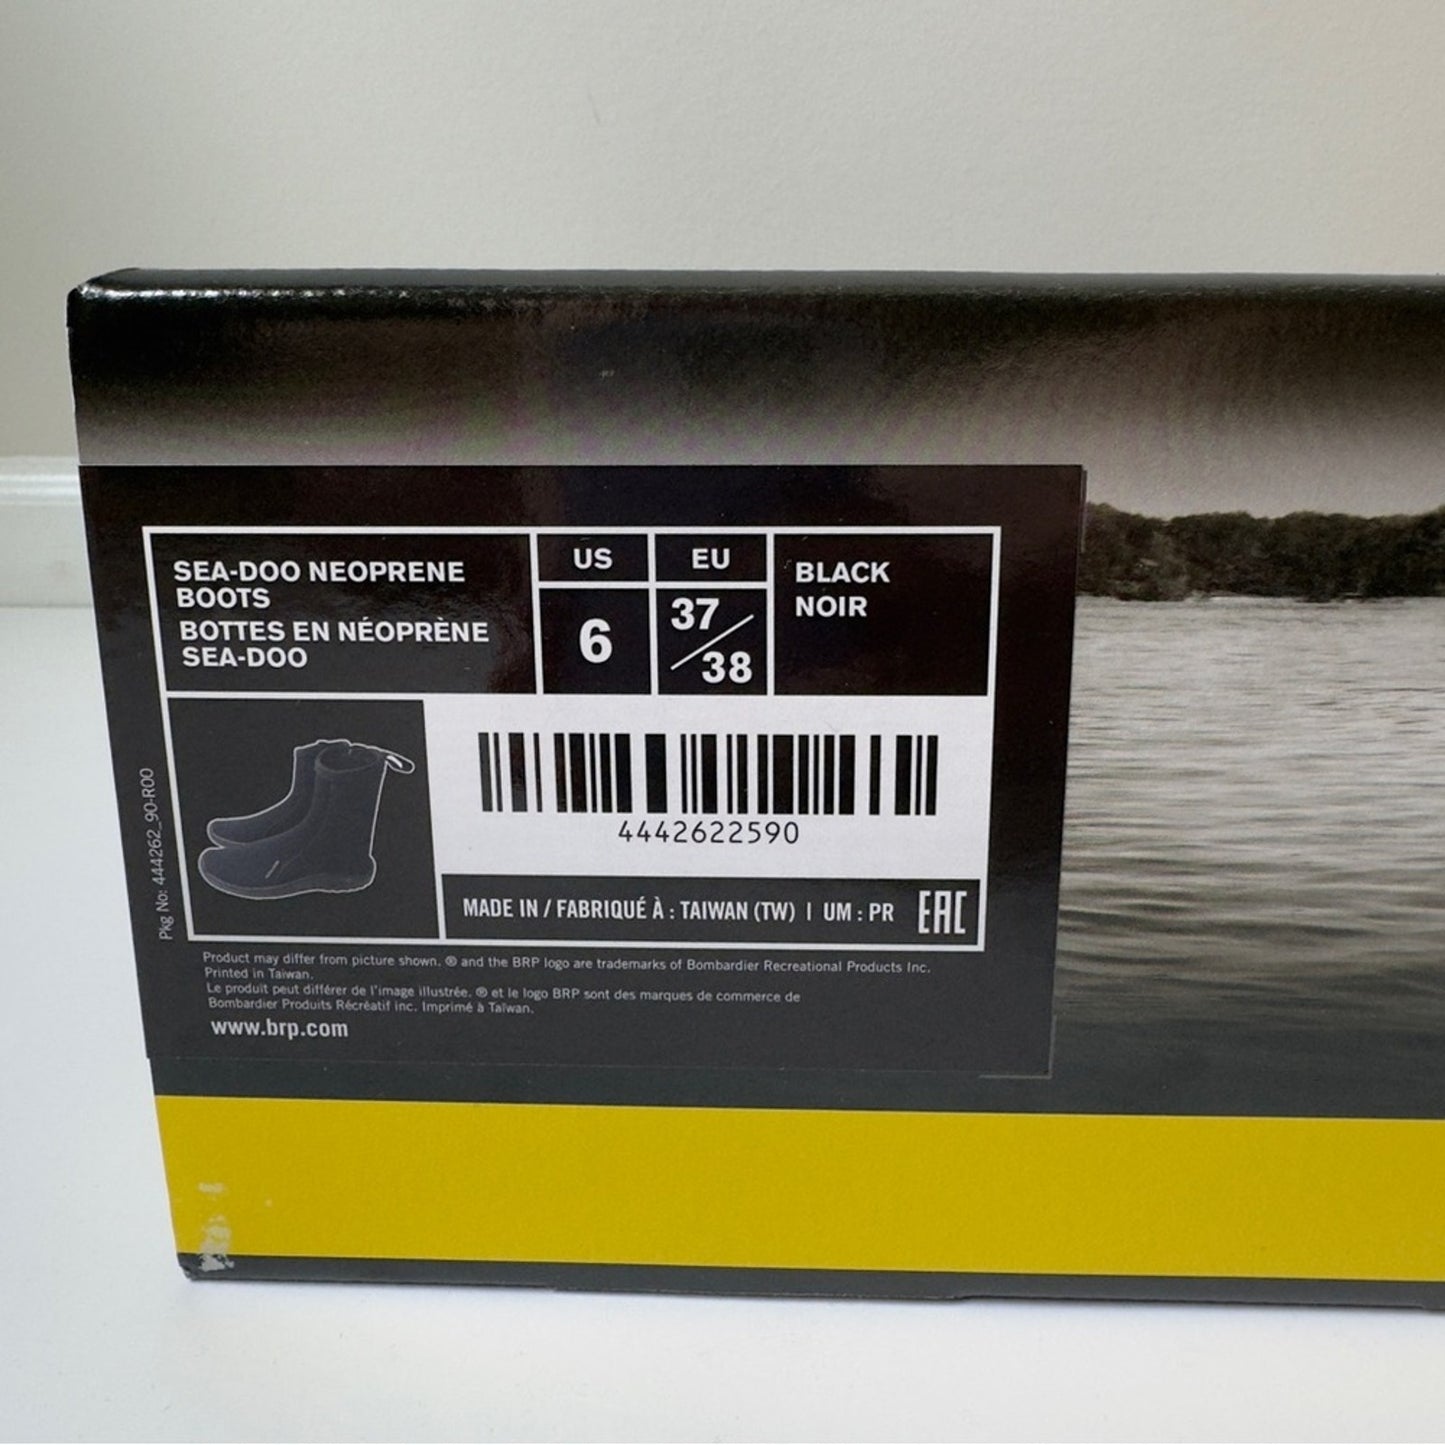 SEA-DOO NEOPRENE
BOOTS
BOTTES EN NÉOPRÈNE
SEA-DOO
US
6
EU
37/38
BLACK
NOIR
4442622590
MADE IN / FABRIQUÉ À : TAIWAN (TW) | UM : PR
EAC
Pkg No: 444262_90-R00
Product may differ from picture shown. ® and the BRP logo are trademarks of Bombardier Recreational Products Inc.
Printed in Taiwan.
Le produit peut différer de l'image illustrée. ® et le logo BRP sont des marques de commerce de
Bombardier Produits Récréatif inc. Imprimé à Taïwan.
www.brp.com